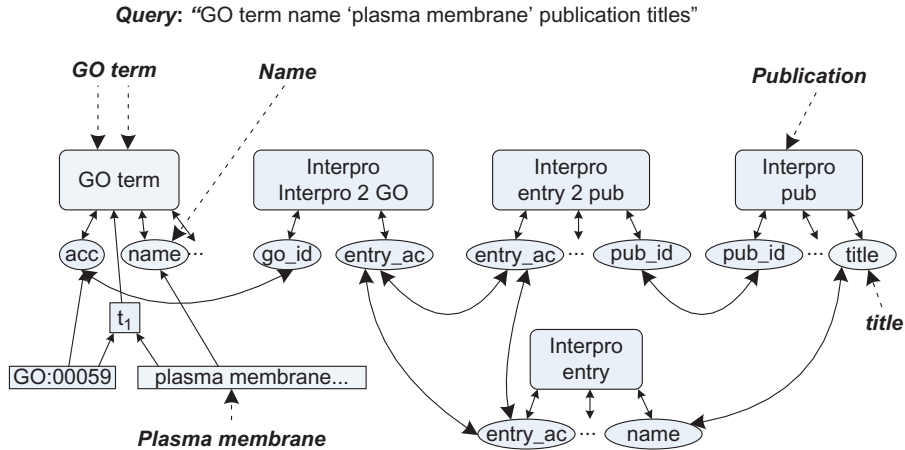 Query: “GO term name ‘plasma membrane’ publication titles”
GO term
Name
Publication
GO term
Interpro
Interpro 2 GO
Interpro
entry 2 pub
Interpro
pub
acc
name
...
go_id
entry_ac
entry_ac
...
pub_id
pub_id
...
title
t1
title
Interpro
entry
GO:00059
plasma membrane...
Plasma membrane
entry_ac
...
name